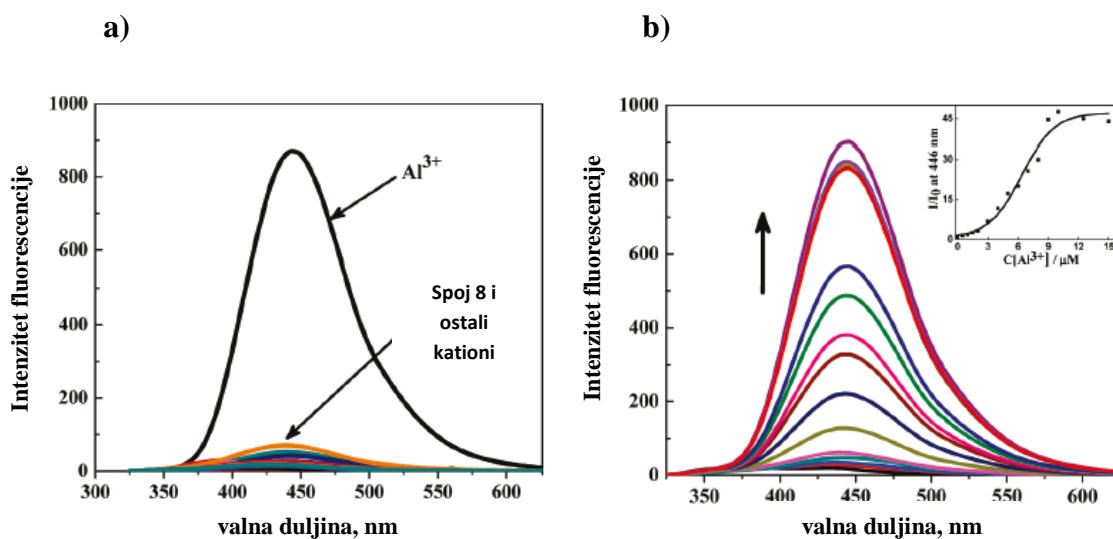 a)
Intenzitet fluorescencije
1000
800
600
400
200
0
Al³⁺
Spoj 8 i
ostali
kationi
300 350 400 450 500 550 600
valna duljina, nm
b)
Intenzitet fluorescencije
1000
800
600
400
200
0
I/I₀ at 446 nm
45
30
15
0
0 3 6 9 12 15
C[Al³⁺] / µM
350 400 450 500 550 600
valna duljina, nm